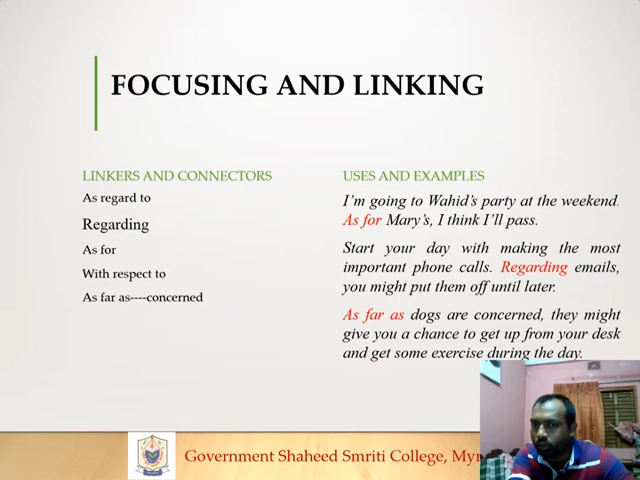 FOCUSING AND LINKING
LINKERS AND CONNECTORS
As regard to
Regarding
As for
With respect to
As far as----concerned
USES AND EXAMPLES
I'm going to Wahid's party at the weekend.
As for Mary's, I think I'll pass.
Start your day with making the most
important phone calls. Regarding emails,
you might put them off until later.
As far as dogs are concerned, they might
give you a chance to get up from your desk
and get some exercise during the day.
Government Shaheed Smriti College,